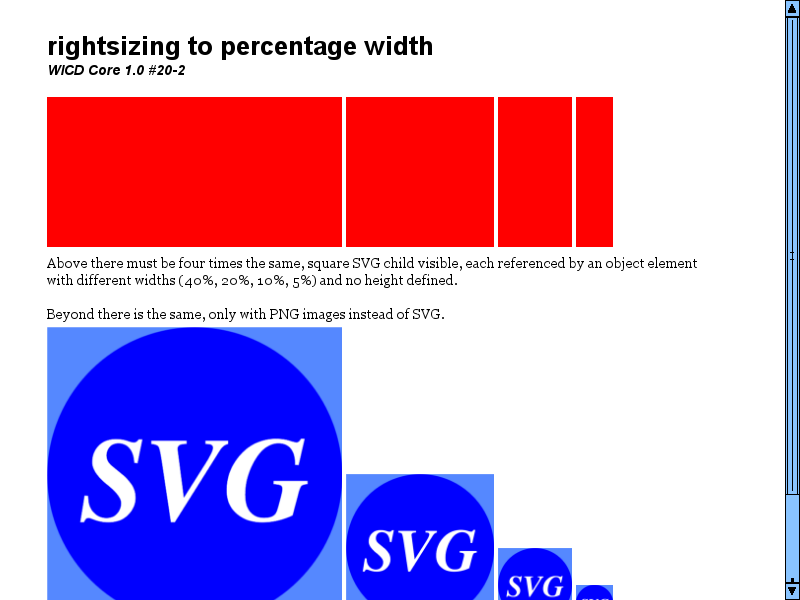 rightsizing to percentage width
WICD Core 1.0 #20-2
Above there must be four times the same, square SVG child visible, each referenced by an object element
with different widths (40%, 20%, 10%, 5%) and no height defined.
Beyond there is the same, only with PNG images instead of SVG.
SVG
SVG
SVG